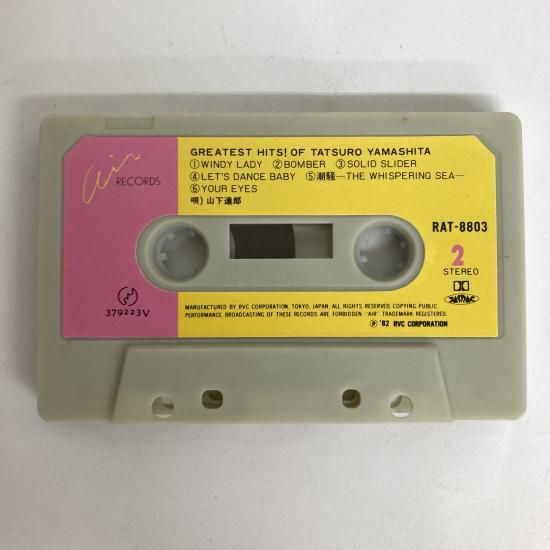 Air
RECORDS
GREATEST HITS! OF TATSURO YAMASHITA
①WINDY LADY ②BOMBER ③SOLID SLIDER
④LET'S DANCE BABY ⑤潮騒—THE WHISPERING SEA—
⑥YOUR EYES
唄)山下達郎
RAT-8803
2
STEREO
JASRAC
379223V
MANUFACTURED BY RVC CORPORATION, TOKYO, JAPAN. ALL RIGHTS RESERVED. COPYING PUBLIC
PERFORMANCE, BROADCASTING OF THESE RECORDS ARE FORBIDDEN. "AIR" TRADEMARK REGISTERED.
Ⓟ '82 RVC CORPORATION